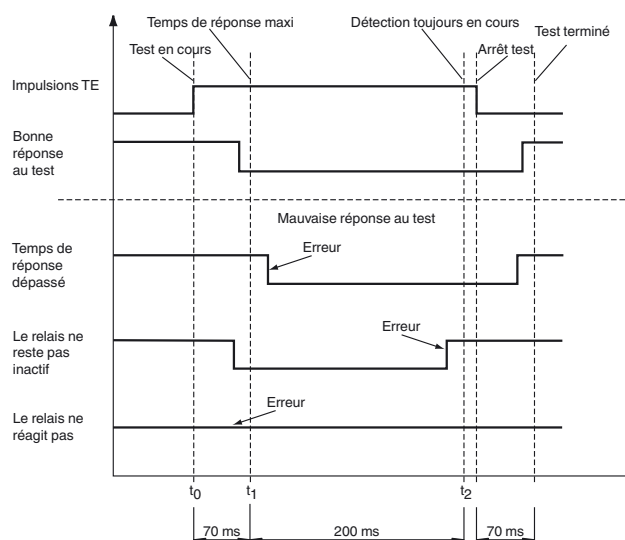 Temps de réponse maxi
Détection toujours en cours
Test terminé
Test en cours
Arrêt test
Impulsions TE
Bonne
réponse
au test
Mauvaise réponse au test
Temps de
réponse
dépassé
Erreur
Le relais ne
reste pas
inactif
Erreur
Le relais ne
réagit pas
Erreur
t0
t1
t2
70 ms
200 ms
70 ms